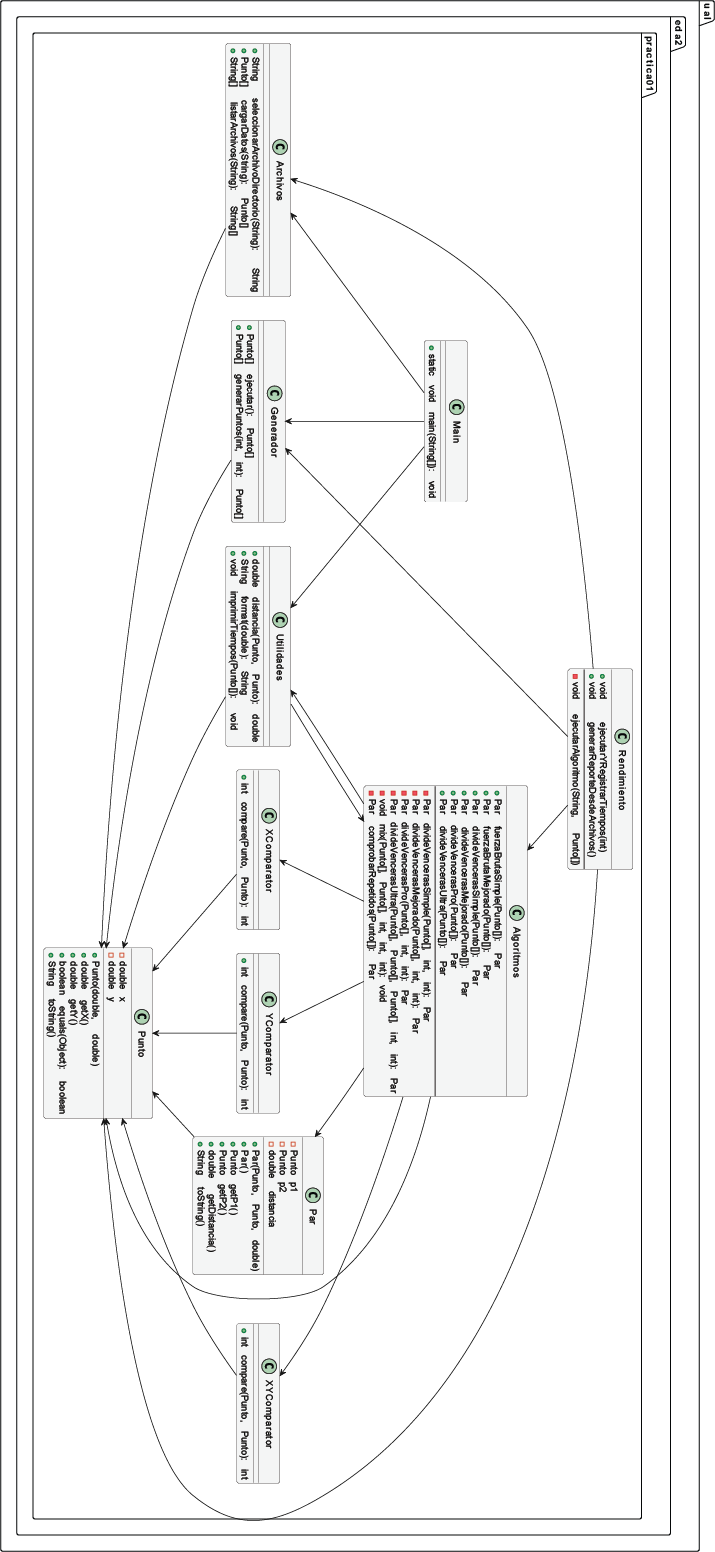 ual
eda2
practica01
C Rendimiento
void ejecutarYRegistrarTiempos(int)
void generarReporteDesdeArchivos()
void ejecutarAlgoritmo(String, Punto[])
C Main
static void main(String[]): void
C Algoritmos
Par fuerzaBrutaSimple(Punto[]): Par
Par fuerzaBrutaMejorado(Punto[]): Par
Par divideVencerasSimple(Punto[]): Par
Par divideVencerasMejorado(Punto[]): Par
Par divideVencerasPro(Punto[]): Par
Par divideVencerasUltra(Punto[]): Par
Par divideVencerasSimple(Punto[], int, int): Par
Par divideVencerasMejorado(Punto[], int, int): Par
Par divideVencerasPro(Punto[], int, int): Par
Par divideVencerasUltra(Punto[], Punto[], int, int): Par
void mix(Punto[], Punto[], int, int, int): void
Par comprobarRepetidos(Punto[]): Par
C Archivos
String seleccionarArchivoDirectorio(String): String
Punto[] cargarDatos(String): Punto[]
String[] listarArchivos(String): String[]
C Generador
Punto[] ejecutar(): Punto[]
Punto[] generarPuntos(int, int): Punto[]
C Utilidades
double distancia(Punto, Punto): double
String format(double): String
void imprimirTiempos(Punto[]): void
C XComparator
int compare(Punto, Punto): int
C YComparator
int compare(Punto, Punto): int
C Par
Punto p1
Punto p2
double distancia
Par(Punto, Punto, double)
Par()
Punto getP1()
Punto getP2()
double getDistancia()
String toString()
C XYComparator
int compare(Punto, Punto): int
C Punto
double x
double y
Punto(double, double)
double getX()
double getY()
boolean equals(Object): boolean
String toString()